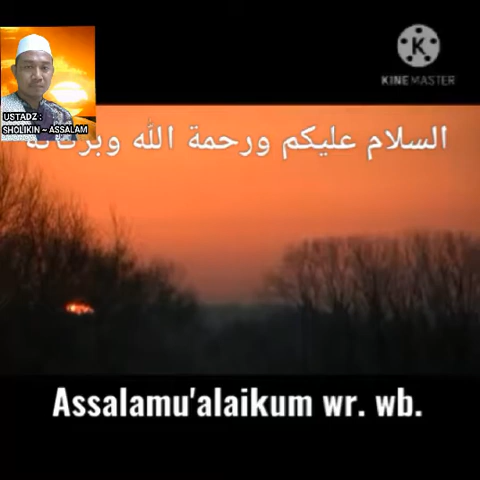 KINEMASTER
USTADZ :
SHOLIKIN ~ ASSALAM
السلام عليكم ورحمة الله وبركاته
Assalamu'alaikum wr. wb.